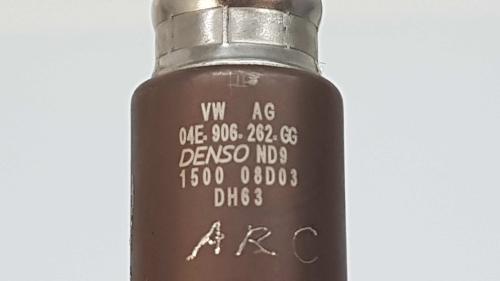 VW AG
04E-906-262-GG
DENSO ND9
1500 08D03
DH63
ARC